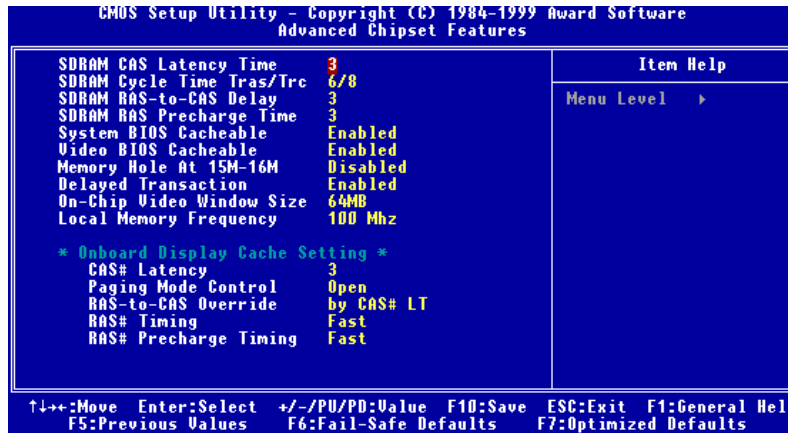 CMOS Setup Utility – Copyright (C) 1984–1999 Award Software
Advanced Chipset Features
SDRAM CAS Latency Time 3
SDRAM Cycle Time Tras/Trc 6/8
SDRAM RAS-to-CAS Delay 3
SDRAM RAS Precharge Time 3
System BIOS Cacheable Enabled
Video BIOS Cacheable Enabled
Memory Hole At 15M-16M Disabled
Delayed Transaction Enabled
On-Chip Video Window Size 64MB
Local Memory Frequency 100 Mhz
* Onboard Display Cache Setting *
CAS# Latency 3
Paging Mode Control Open
RAS-to-CAS Override by CAS# LT
RAS# Timing Fast
RAS# Precharge Timing Fast
Item Help
Menu Level ▸
↑↓→←:Move Enter:Select +/-/PU/PD:Value F10:Save ESC:Exit F1:General Hel
F5:Previous Values F6:Fail-Safe Defaults F7:Optimized Defaults